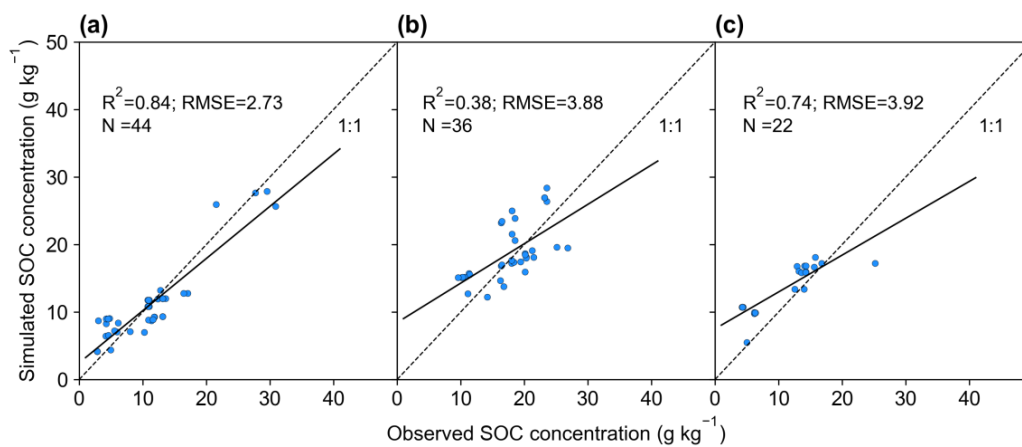 (a) (b) (c)
Simulated SOC concentration (g kg⁻¹)
50
40
30
20
10
0
R²=0.84; RMSE=2.73
N =44
1:1
R²=0.38; RMSE=3.88
N =36
1:1
R²=0.74; RMSE=3.92
N =22
1:1
0 10 20 30 40 0 10 20 30 40 0 10 20 30 40
Observed SOC concentration (g kg⁻¹)